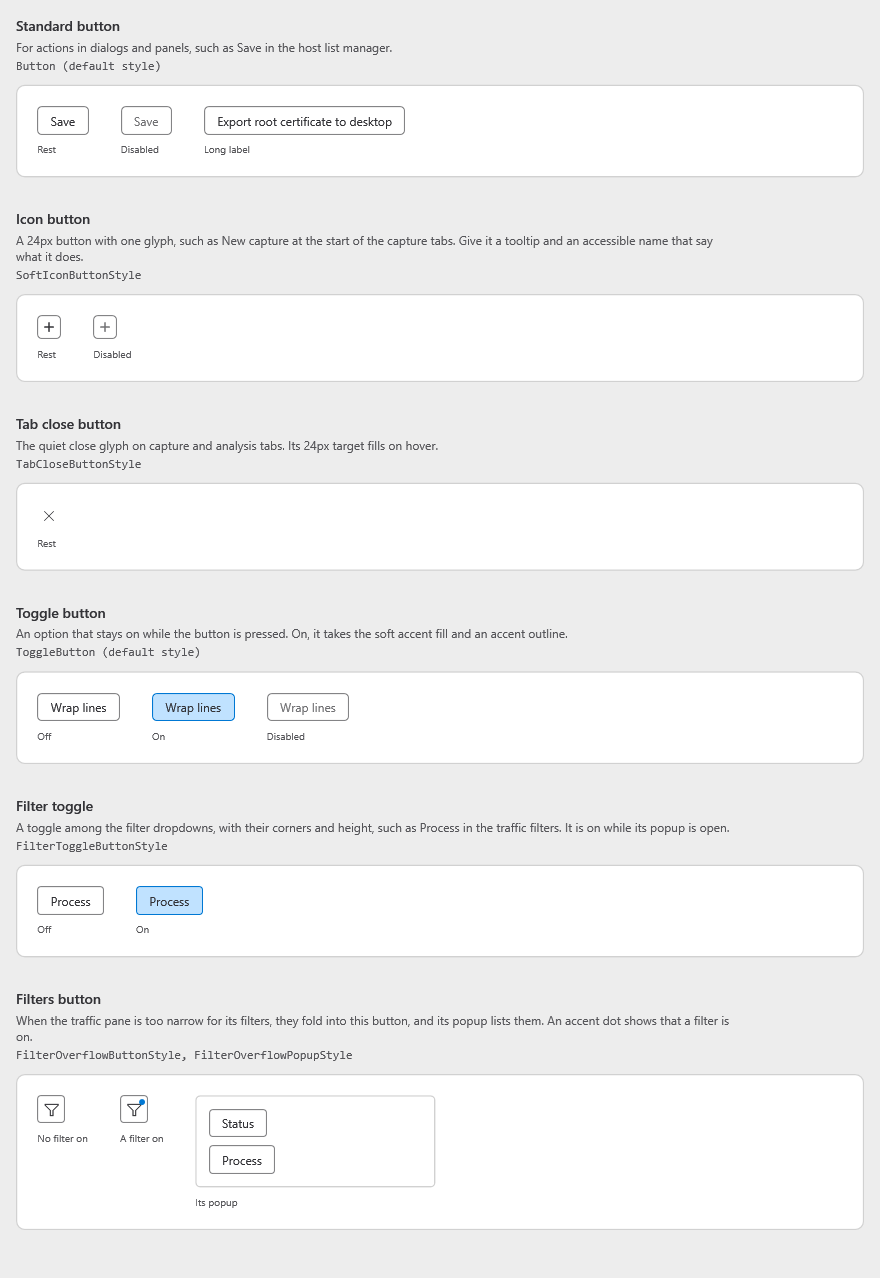 Standard button
For actions in dialogs and panels, such as Save in the host list manager.
Button (default style)
Save
Save
Export root certificate to desktop
Rest
Disabled
Long label
Icon button
A 24px button with one glyph, such as New capture at the start of the capture tabs. Give it a tooltip and an accessible name that say
what it does.
SoftIconButtonStyle
Rest
Disabled
Tab close button
The quiet close glyph on capture and analysis tabs. Its 24px target fills on hover.
TabCloseButtonStyle
Rest
Toggle button
An option that stays on while the button is pressed. On, it takes the soft accent fill and an accent outline.
ToggleButton (default style)
Wrap lines
Wrap lines
Wrap lines
Off
On
Disabled
Filter toggle
A toggle among the filter dropdowns, with their corners and height, such as Process in the traffic filters. It is on while its popup is open.
FilterToggleButtonStyle
Process
Process
Off
On
Filters button
When the traffic pane is too narrow for its filters, they fold into this button, and its popup lists them. An accent dot shows that a filter is
on.
FilterOverflowButtonStyle, FilterOverflowPopupStyle
No filter on
A filter on
Status
Process
Its popup